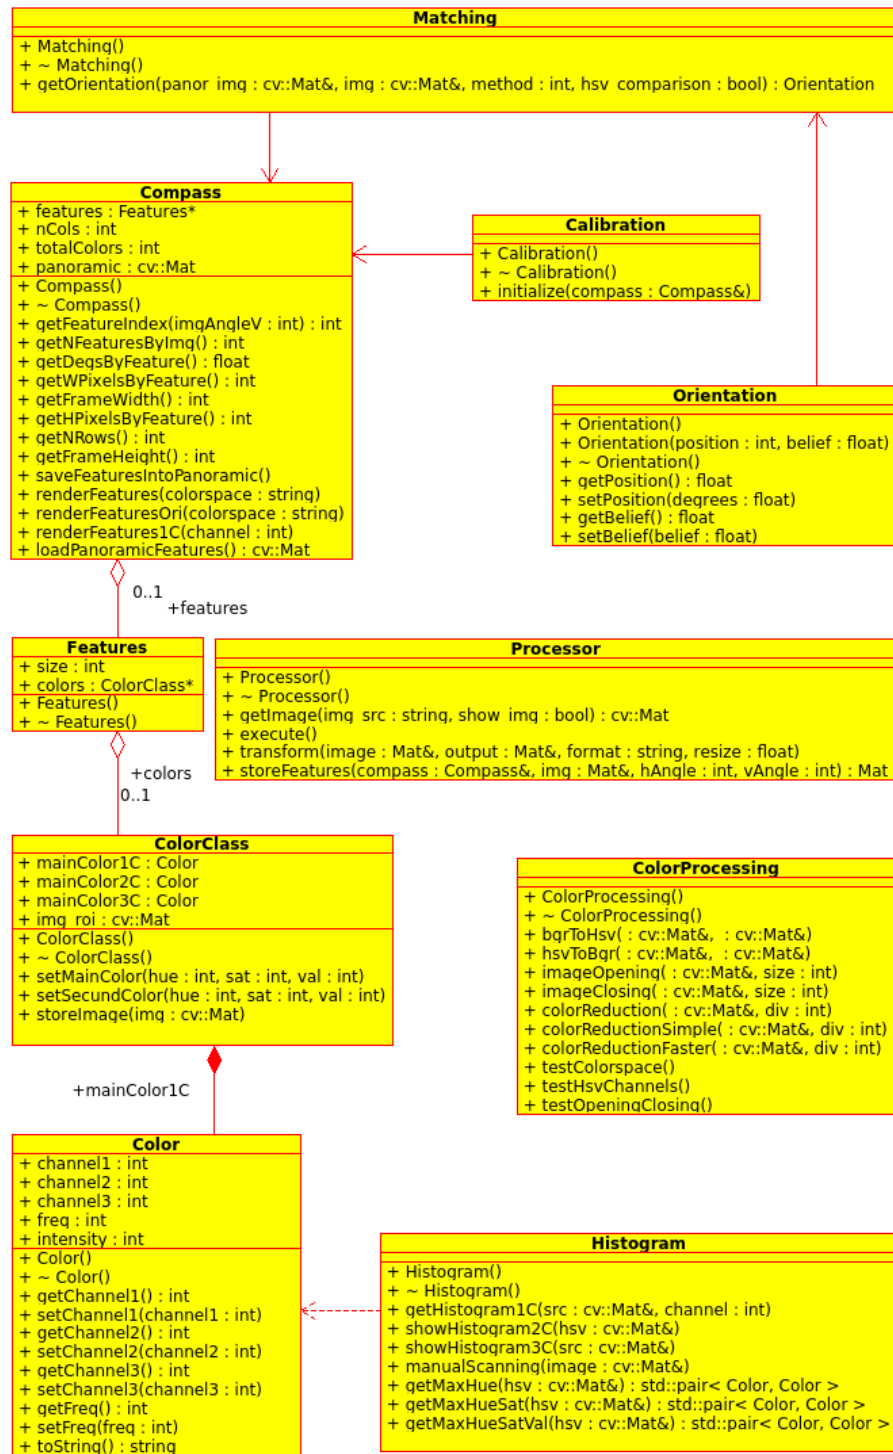 Matching
+ Matching()
+ ~ Matching()
+ getOrientation(panor_img : cv::Mat&, img : cv::Mat&, method : int, hsv_comparison : bool) : Orientation
Compass
+ features : Features*
+ nCols : int
+ totalColors : int
+ panoramic : cv::Mat
+ Compass()
+ ~ Compass()
+ getFeatureIndex(imgAngleV : int) : int
+ getNFeaturesByImg() : int
+ getDegsByFeature() : float
+ getWPixelsByFeature() : int
+ getFrameWidth() : int
+ getHPixelsByFeature() : int
+ getNRows() : int
+ getFrameHeight() : int
+ saveFeaturesIntoPanoramic()
+ renderFeatures(colorspace : string)
+ renderFeaturesOri(colorspace : string)
+ renderFeatures1C(channel : int)
+ loadPanoramicFeatures() : cv::Mat
Calibration
+ Calibration()
+ ~ Calibration()
+ initialize(compass : Compass&)
Orientation
+ Orientation()
+ Orientation(position : int, belief : float)
+ ~ Orientation()
+ getPosition() : float
+ setPosition(degrees : float)
+ getBelief() : float
+ setBelief(belief : float)
0..1
+features
Features
+ size : int
+ colors : ColorClass*
+ Features()
+ ~ Features()
Processor
+ Processor()
+ ~ Processor()
+ getImage(img_src : string, show_img : bool) : cv::Mat
+ execute()
+ transform(image : Mat&, output : Mat&, format : string, resize : float)
+ storeFeatures(compass : Compass&, img : Mat&, hAngle : int, vAngle : int) : Mat
+colors
0..1
ColorClass
+ mainColor1C : Color
+ mainColor2C : Color
+ mainColor3C : Color
+ img_roi : cv::Mat
+ ColorClass()
+ ~ ColorClass()
+ setMainColor(hue : int, sat : int, val : int)
+ setSecundColor(hue : int, sat : int, val : int)
+ storeImage(img : cv::Mat)
ColorProcessing
+ ColorProcessing()
+ ~ ColorProcessing()
+ bgrToHsv( : cv::Mat&,  : cv::Mat&)
+ hsvToBgr( : cv::Mat&,  : cv::Mat&)
+ imageOpening( : cv::Mat&, size : int)
+ imageClosing( : cv::Mat&, size : int)
+ colorReduction( : cv::Mat&, div : int)
+ colorReductionSimple( : cv::Mat&, div : int)
+ colorReductionFaster( : cv::Mat&, div : int)
+ testColorspace()
+ testHsvChannels()
+ testOpeningClosing()
+mainColor1C
Color
+ channel1 : int
+ channel2 : int
+ channel3 : int
+ freq : int
+ intensity : int
+ Color()
+ ~ Color()
+ getChannel1() : int
+ setChannel1(channel1 : int)
+ getChannel2() : int
+ setChannel2(channel2 : int)
+ getChannel3() : int
+ setChannel3(channel3 : int)
+ getFreq() : int
+ setFreq(freq : int)
+ toString() : string
Histogram
+ Histogram()
+ ~ Histogram()
+ getHistogram1C(src : cv::Mat&, channel : int)
+ showHistogram2C(hsv : cv::Mat&)
+ showHistogram3C(src : cv::Mat&)
+ manualScanning(image : cv::Mat&)
+ getMaxHue(hsv : cv::Mat&) : std::pair< Color, Color >
+ getMaxHueSat(hsv : cv::Mat&) : std::pair< Color, Color >
+ getMaxHueSatVal(hsv : cv::Mat&) : std::pair< Color, Color >